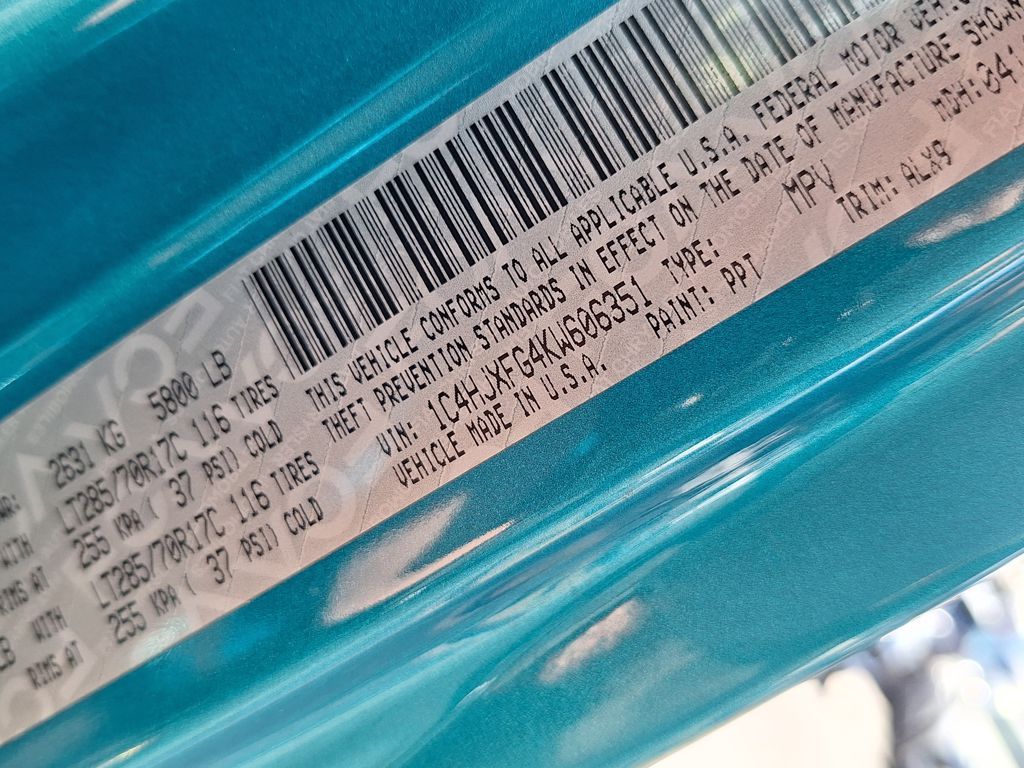 2631 KG 5800 LB
WITH LT285/70R17C 116 TIRES
RIMS AT 255 KPA ( 37 PSI) COLD
LB WITH LT285/70R17C 116 TIRES
RIMS AT 255 KPA ( 37 PSI) COLD
THIS VEHICLE CONFORMS TO ALL APPLICABLE U.S.A. FEDERAL MOTOR
THEFT PREVENTION STANDARDS IN EFFECT ON THE DATE OF MANUFACTURE
VIN: 1C4HJXFG4KW606351 TYPE: MPV MDH: 041
VEHICLE MADE IN U.S.A. PAINT: PPT TRIM: ALX9